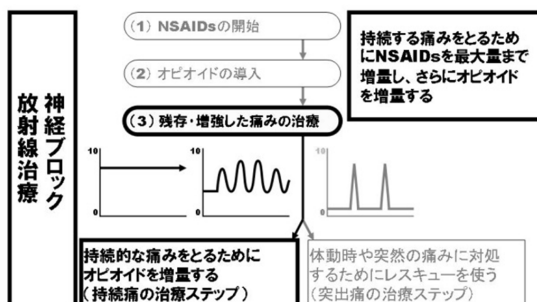 神経ブロック
放射線治療
(1) NSAIDsの開始
(2) オピオイドの導入
(3) 残存・増強した痛みの治療
持続する痛みをとるため
にNSAIDsを最大量まで
増量し、さらにオピオイド
を増量する
10
0
10
0
10
0
持続的な痛みをとるために
オピオイドを増量する
(持続痛の治療ステップ)
体動時や突然の痛みに対処
するためにレスキューを使う
(突出痛の治療ステップ)